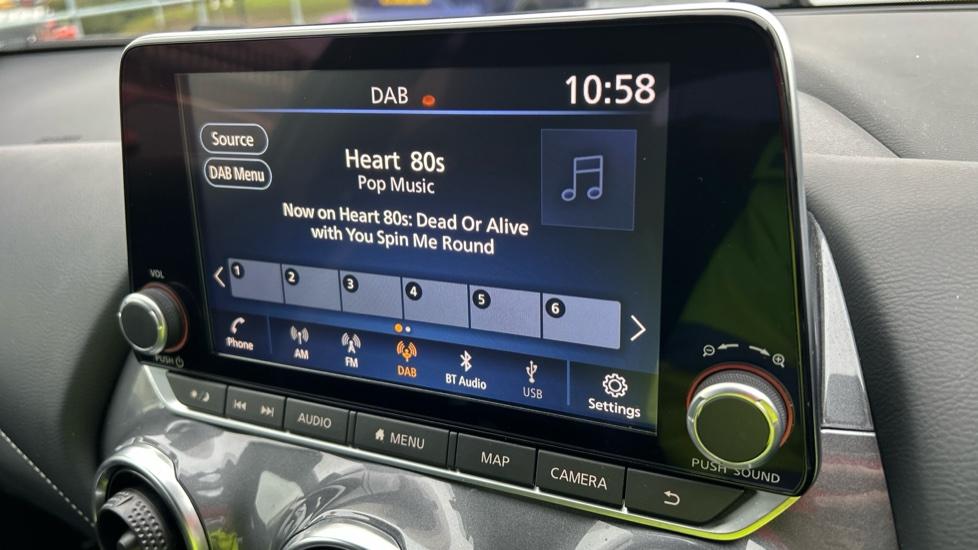 DAB
10:58
Source
DAB Menu
Heart 80s
Pop Music
Now on Heart 80s: Dead Or Alive
with You Spin Me Round
1 2 3 4 5 6
Phone
AM
FM
DAB
BT Audio
USB
Settings
VOL
PUSH
AUDIO
MENU
MAP
CAMERA
PUSH SOUND